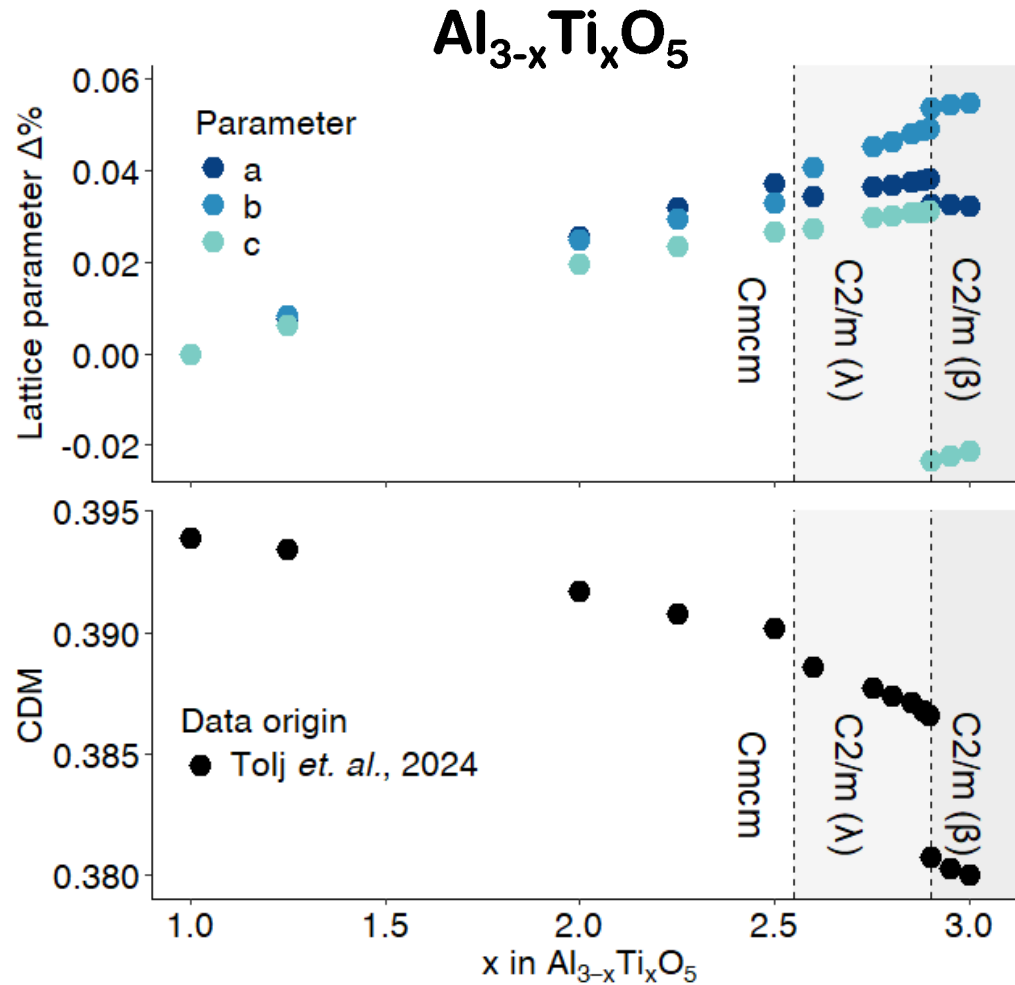 Al3-xTixO5
Lattice parameter Δ%
0.06
0.04
0.02
0.00
-0.02
Parameter
a
b
c
Cmcm
C2/m (λ)
C2/m (β)
CDM
0.395
0.390
0.385
0.380
Data origin
Tolj et. al., 2024
Cmcm
C2/m (λ)
C2/m (β)
1.0 1.5 2.0 2.5 3.0
x in Al3−xTixO5